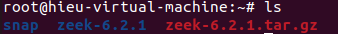 root@hieu-virtual-machine:~# ls
snap zeek-6.2.1 zeek-6.2.1.tar.gz